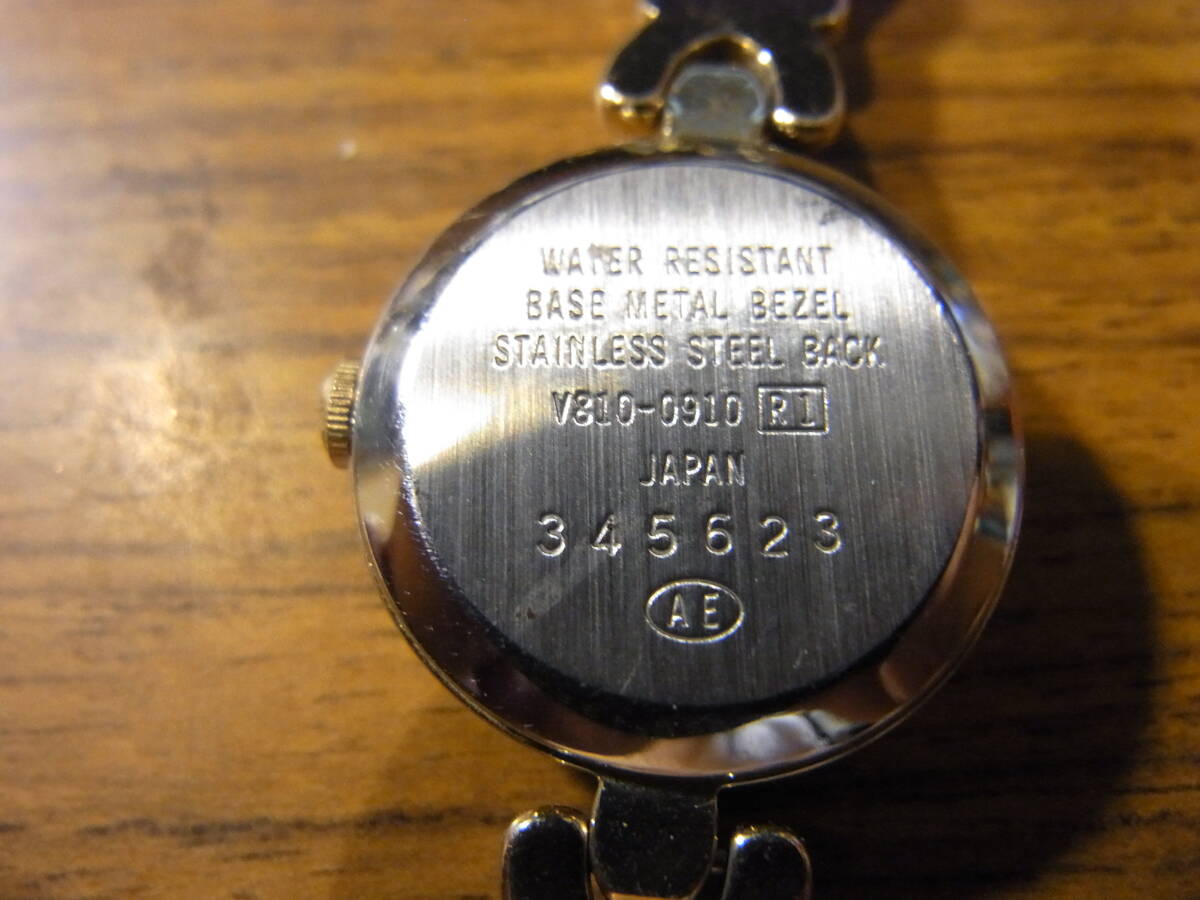 WATER RESISTANT
BASE METAL BEZEL
STAINLESS STEEL BACK
V810-0910 R1
JAPAN
345623
AE